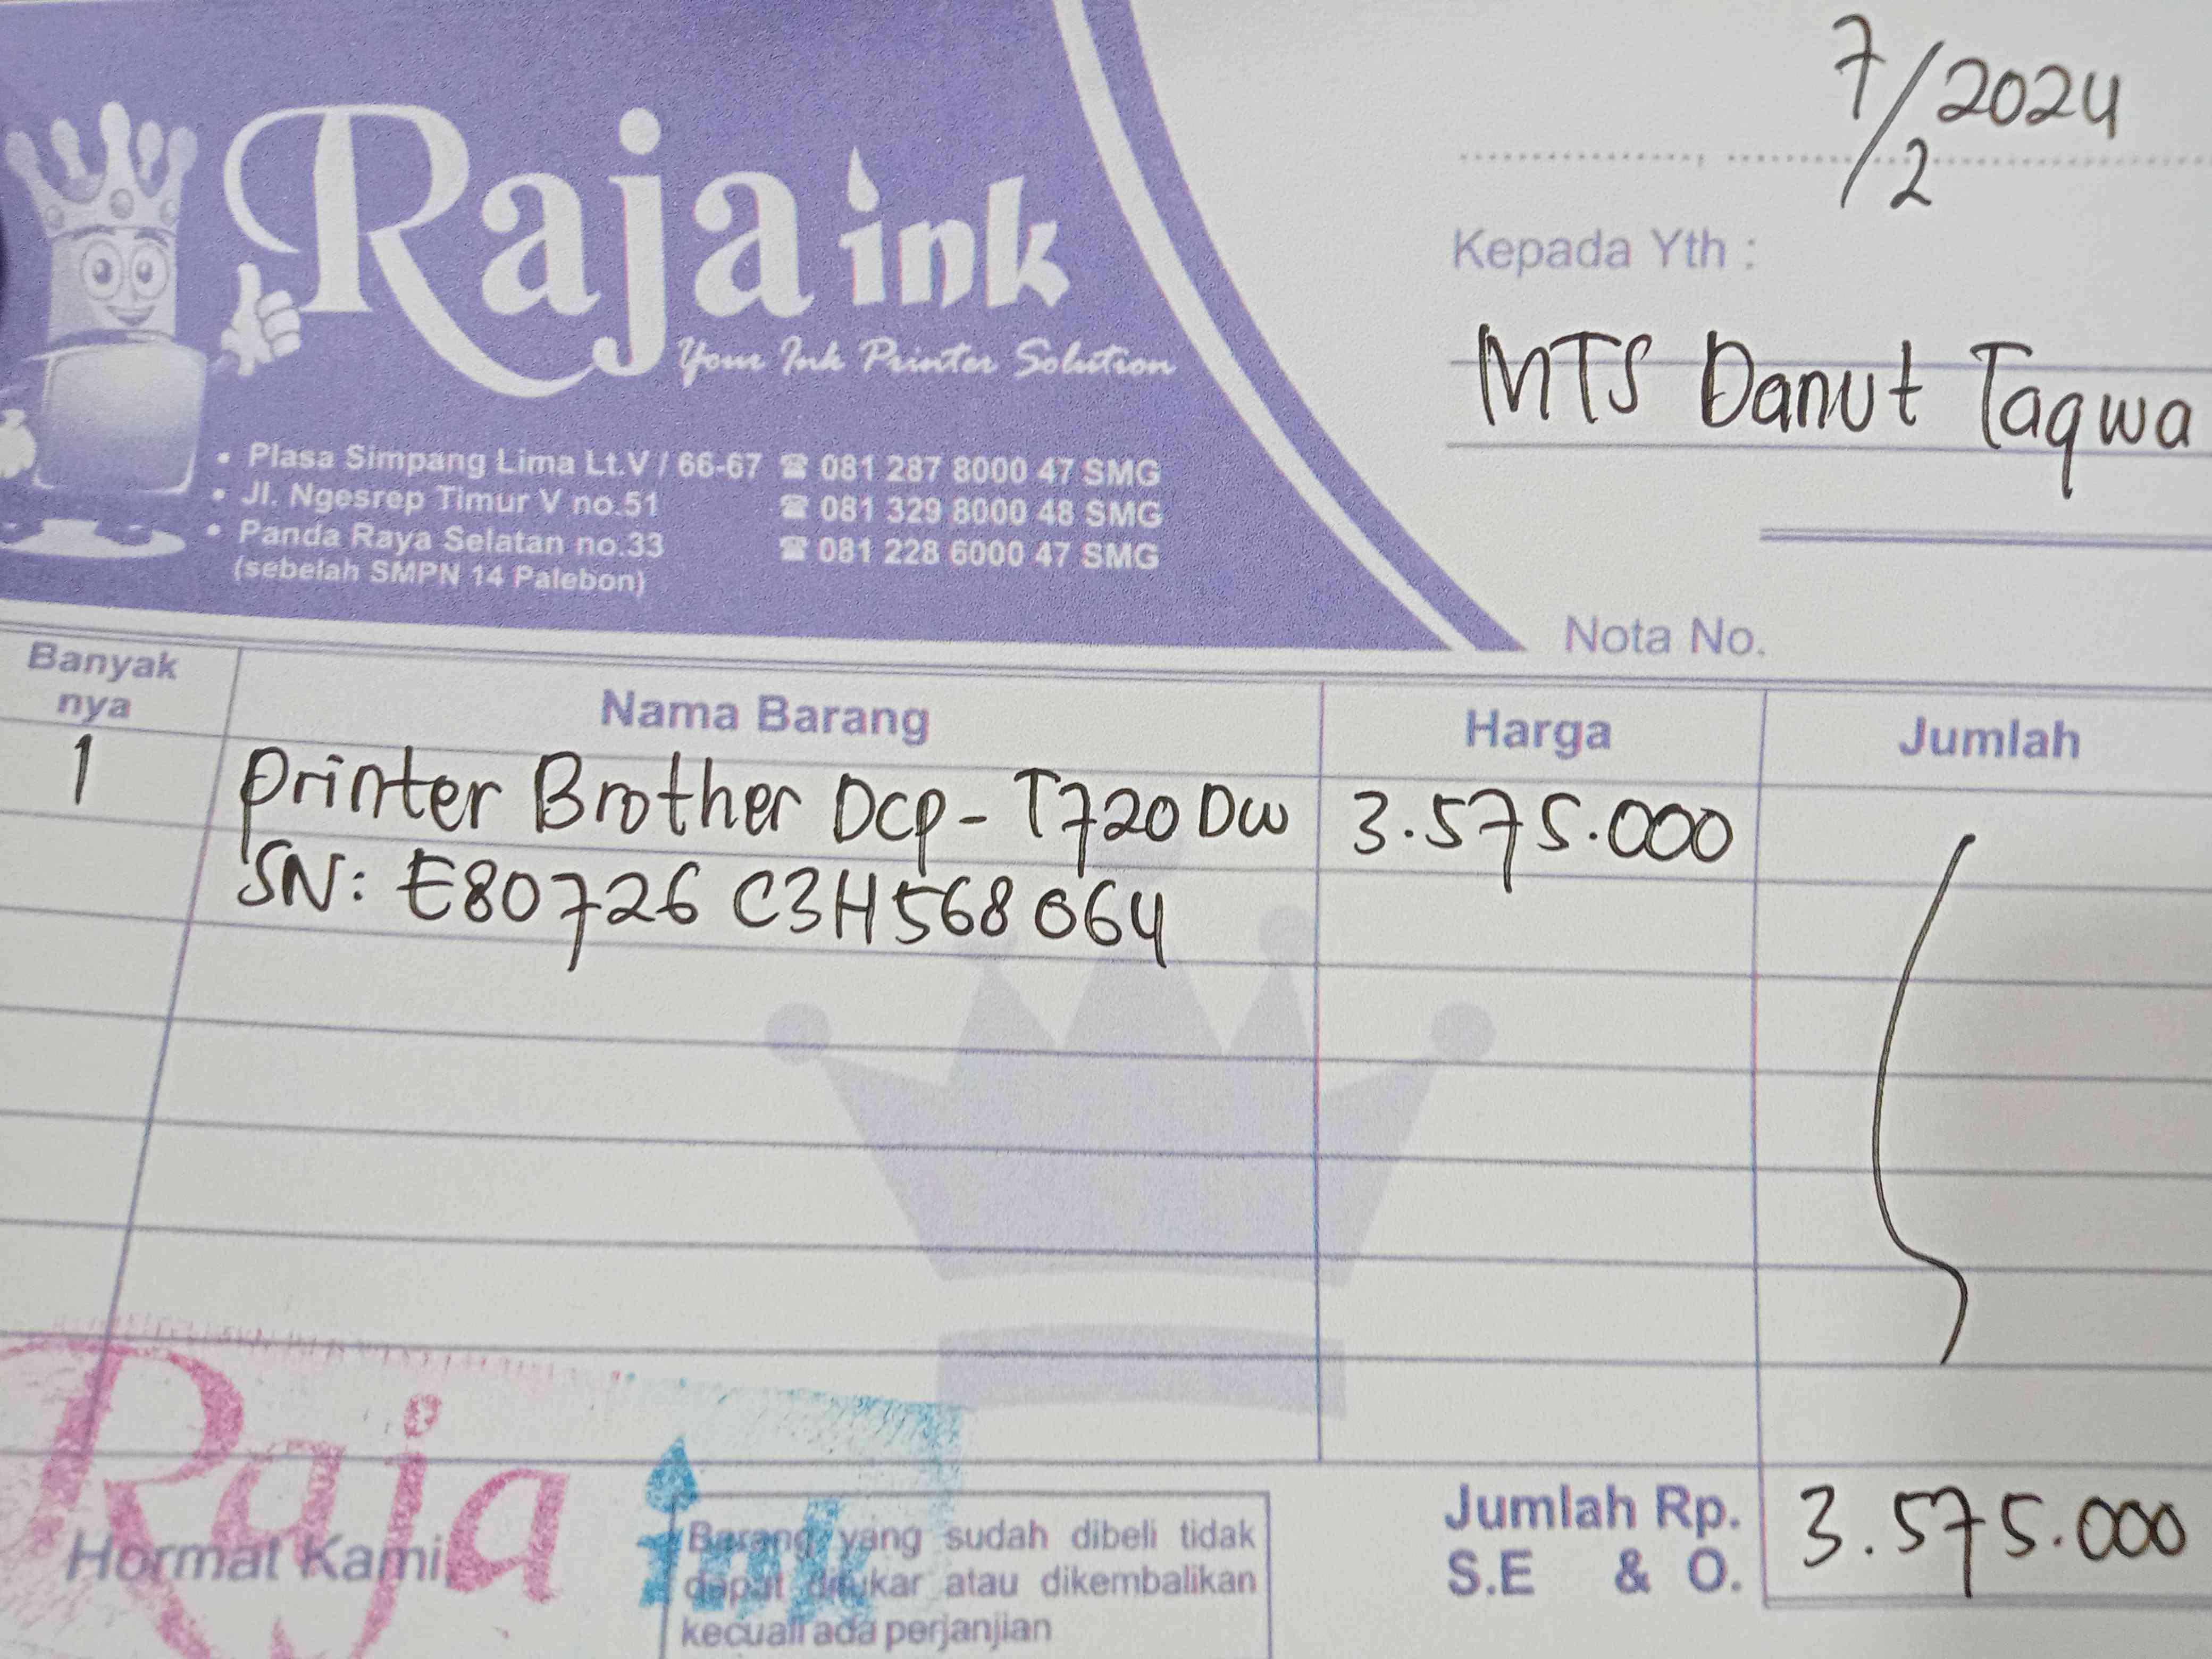 7/2 2024
Raja ink
Your Ink Printer Solution
Kepada Yth :
MTS Danut Taqwa
• Plasa Simpang Lima Lt.V / 66-67 ☎ 081 287 8000 47 SMG
• Jl. Ngesrep Timur V no.51 ☎ 081 329 8000 48 SMG
• Panda Raya Selatan no.33 ☎ 081 228 6000 47 SMG
(sebelah SMPN 14 Palebon)
Nota No.
Banyak nya Nama Barang Harga Jumlah
1 Printer Brother Dcp-T720 Dw 3.575.000
SN: E80726 C3H568064
Raja ink
Hormat Kami,
Barang yang sudah dibeli tidak
dapat ditukar atau dikembalikan
kecuali ada perjanjian
Jumlah Rp. 3.575.000
S.E & O.